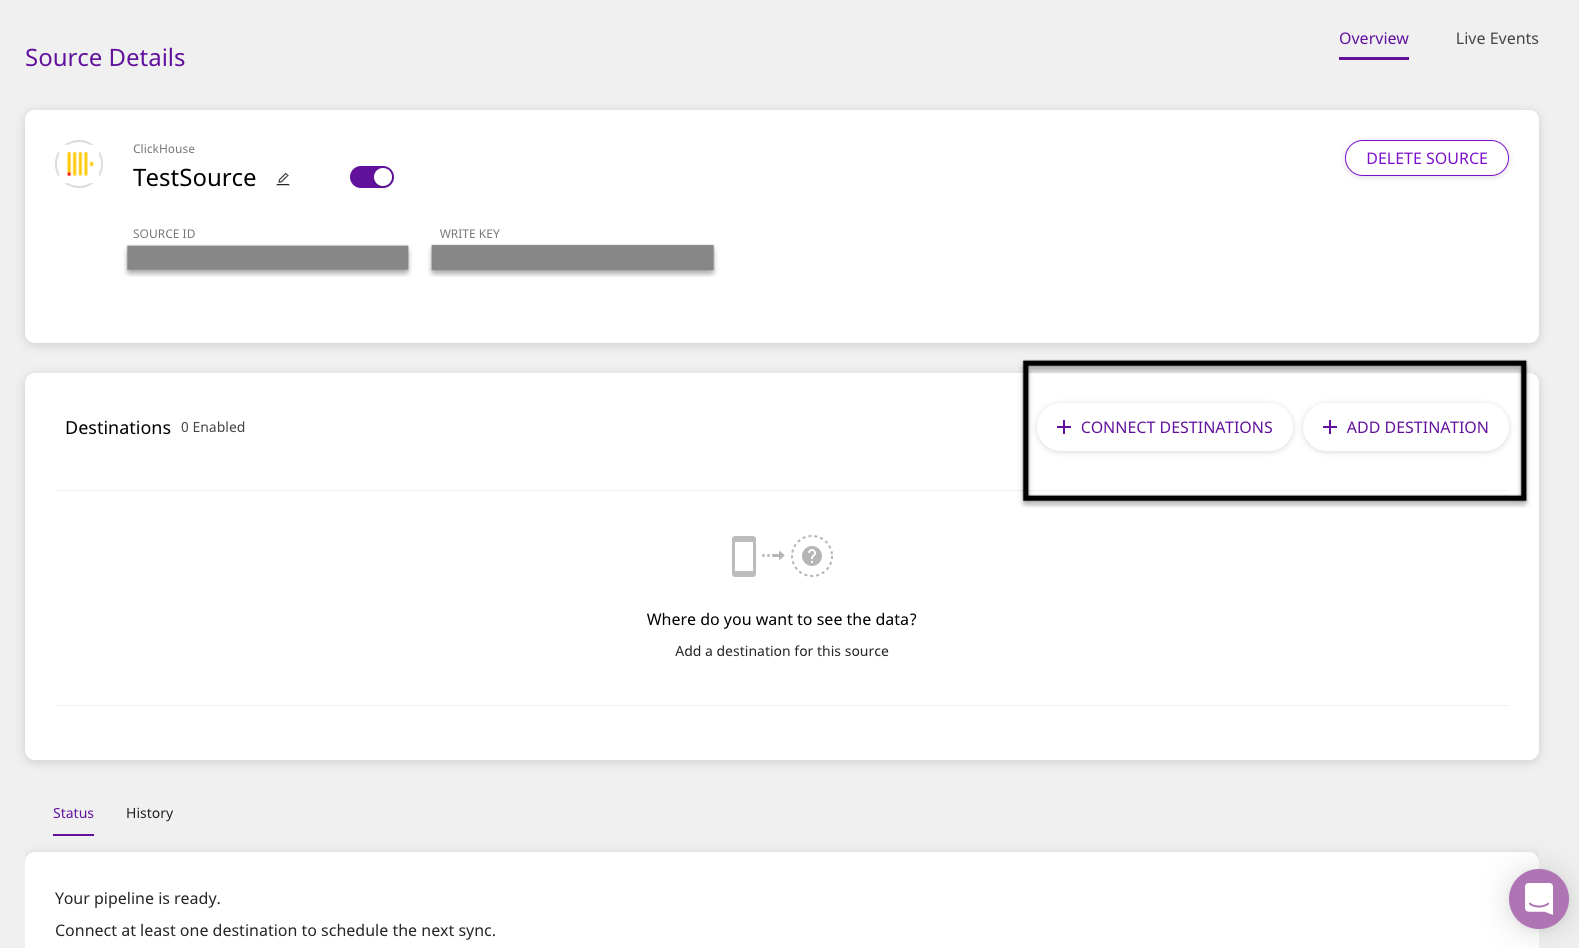 Source Details
Overview
Live Events
ClickHouse
TestSource
DELETE SOURCE
SOURCE ID
WRITE KEY
Destinations 0 Enabled
+ CONNECT DESTINATIONS
+ ADD DESTINATION
?
Where do you want to see the data?
Add a destination for this source
Status
History
Your pipeline is ready.
Connect at least one destination to schedule the next sync.